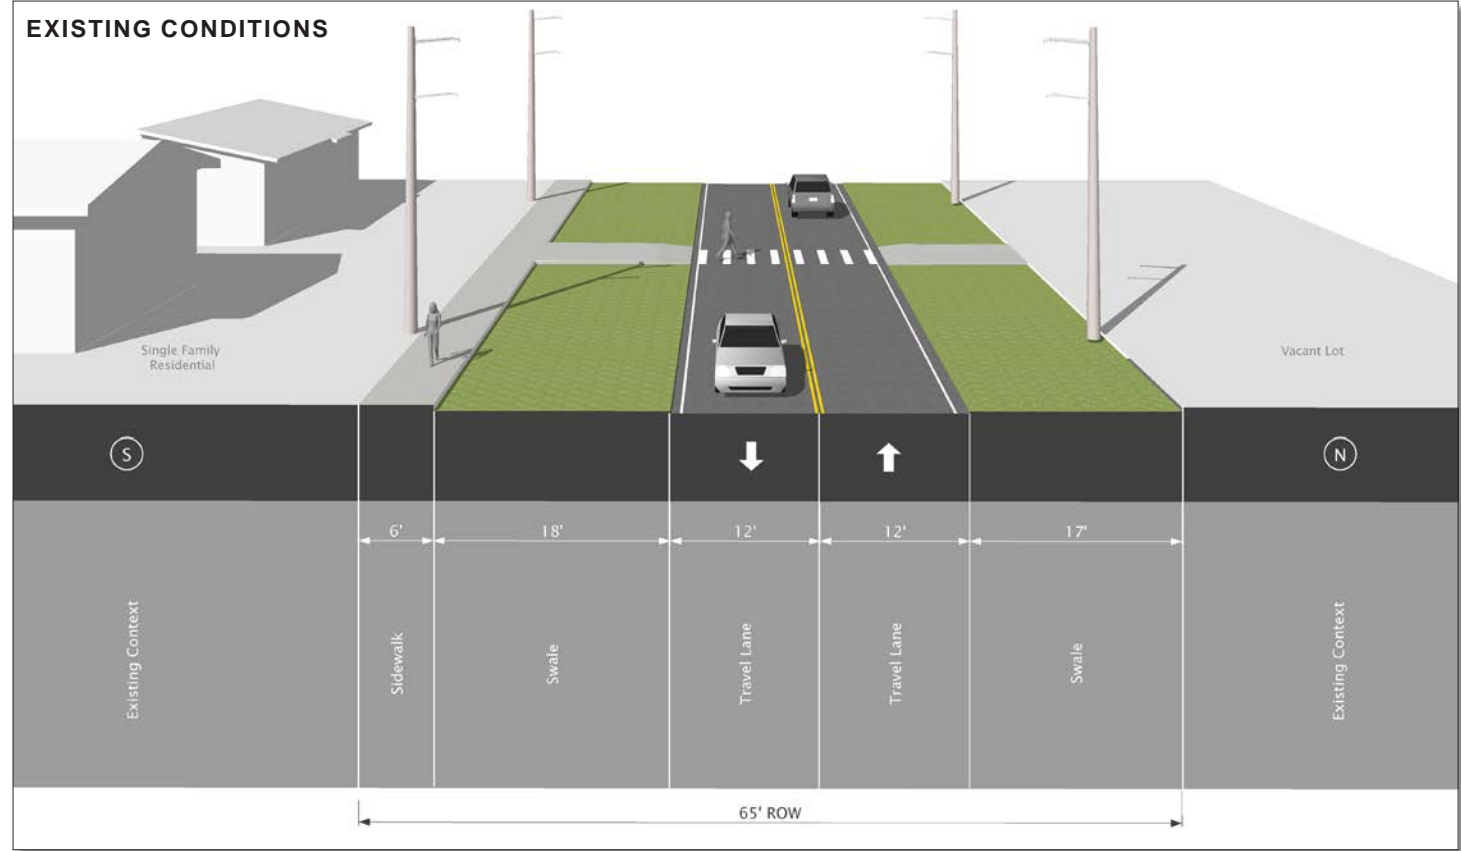 EXISTING CONDITIONS
Single Family
Residential
Vacant Lot
S
N
6'
18'
12'
12'
17'
Existing Context
Sidewalk
Swale
Travel Lane
Travel Lane
Swale
Existing Context
65' ROW